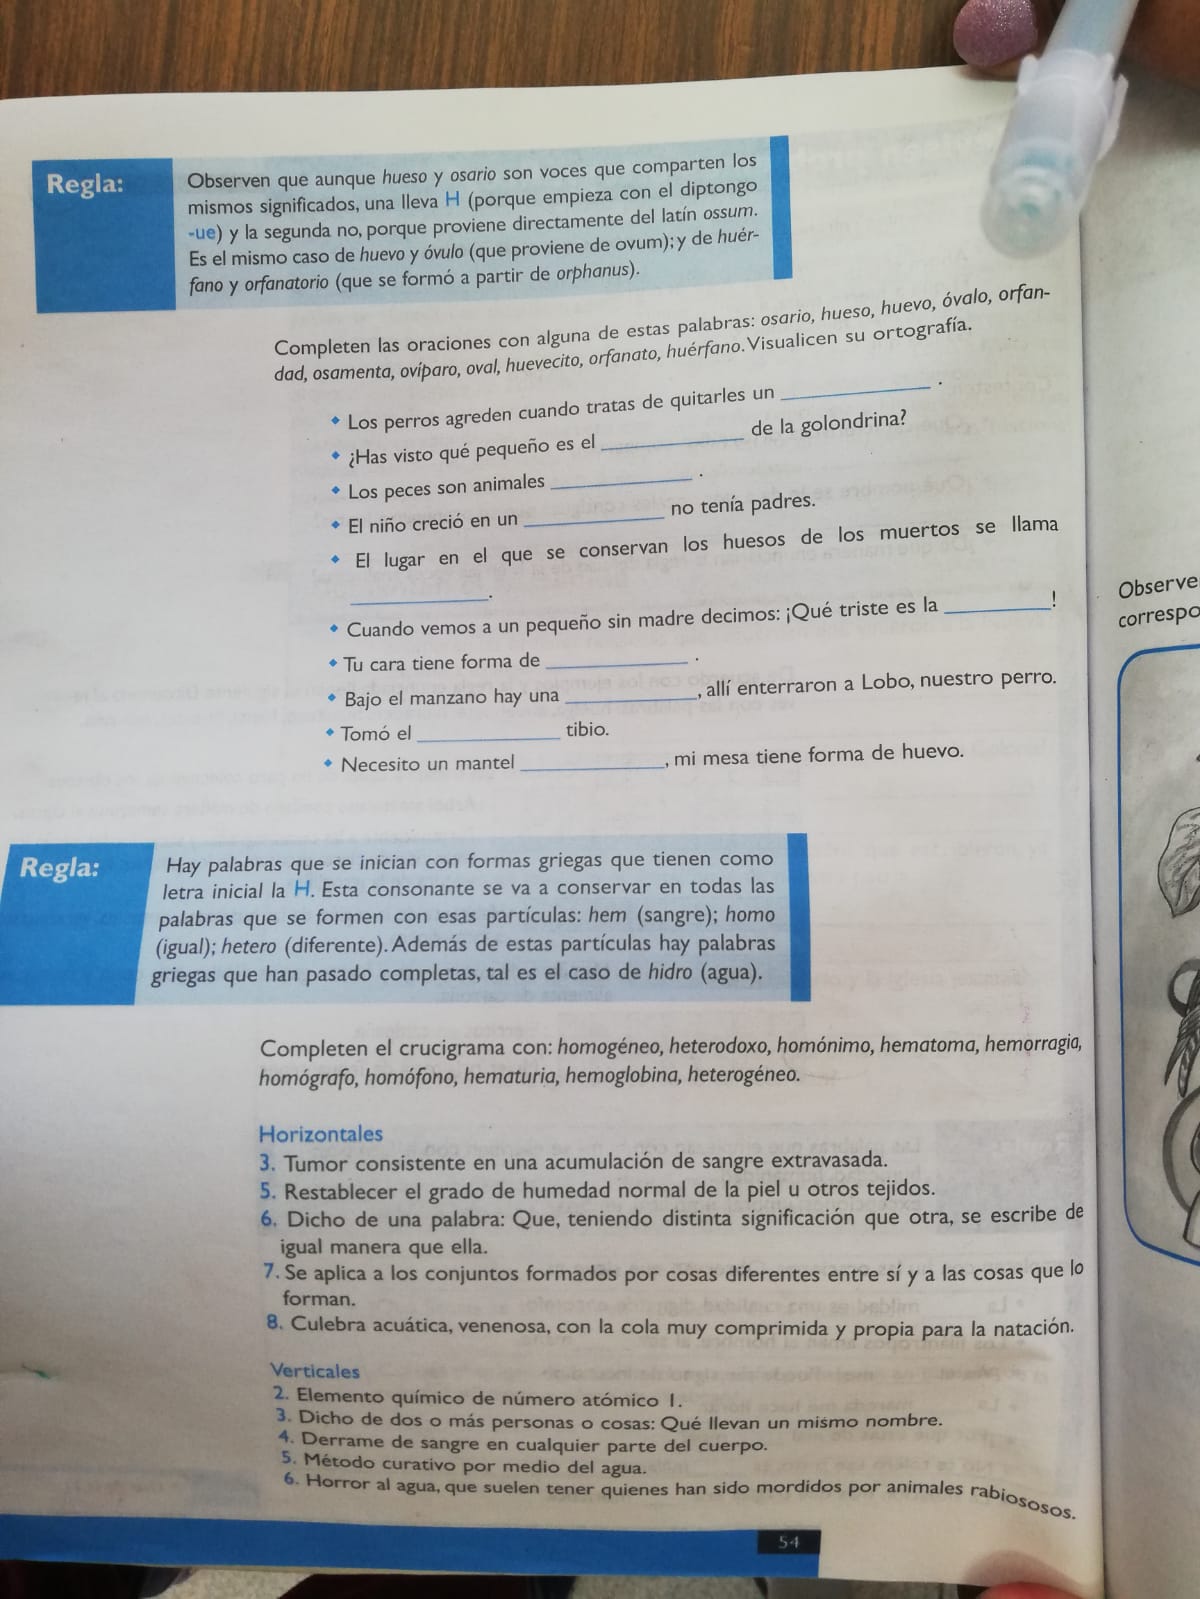 Regla:
Observen que aunque hueso y osario son voces que comparten los
mismos significados, una lleva H (porque empieza con el diptongo
-ue) y la segunda no, porque proviene directamente del latín ossum.
Es el mismo caso de huevo y óvulo (que proviene de ovum); y de huér-
fano y orfanatorio (que se formó a partir de orphanus).
Completen las oraciones con alguna de estas palabras: osario, hueso, huevo, óvalo, orfan-
dad, osamenta, ovíparo, oval, huevecito, orfanato, huérfano. Visualicen su ortografía.
Los perros agreden cuando tratas de quitarles un ____________.
¿Has visto qué pequeño es el ____________ de la golondrina?
Los peces son animales ____________.
El niño creció en un ____________ no tenía padres.
El lugar en el que se conservan los huesos de los muertos se llama
____________.
Cuando vemos a un pequeño sin madre decimos: ¡Qué triste es la ____________!
Tu cara tiene forma de ____________.
Bajo el manzano hay una ____________, allí enterraron a Lobo, nuestro perro.
Tomó el ____________ tibio.
Necesito un mantel ____________, mi mesa tiene forma de huevo.
Regla:
Hay palabras que se inician con formas griegas que tienen como
letra inicial la H. Esta consonante se va a conservar en todas las
palabras que se formen con esas partículas: hem (sangre); homo
(igual); hetero (diferente). Además de estas partículas hay palabras
griegas que han pasado completas, tal es el caso de hidro (agua).
Completen el crucigrama con: homogéneo, heterodoxo, homónimo, hematoma, hemorragia,
homógrafo, homófono, hematuria, hemoglobina, heterogéneo.
Horizontales
3. Tumor consistente en una acumulación de sangre extravasada.
5. Restablecer el grado de humedad normal de la piel u otros tejidos.
6. Dicho de una palabra: Que, teniendo distinta significación que otra, se escribe de
igual manera que ella.
7. Se aplica a los conjuntos formados por cosas diferentes entre sí y a las cosas que lo
forman.
8. Culebra acuática, venenosa, con la cola muy comprimida y propia para la natación.
Verticales
2. Elemento químico de número atómico 1.
3. Dicho de dos o más personas o cosas: Qué llevan un mismo nombre.
4. Derrame de sangre en cualquier parte del cuerpo.
5. Método curativo por medio del agua.
6. Horror al agua, que suelen tener quienes han sido mordidos por animales rabiososos.
54
Observe
correspo